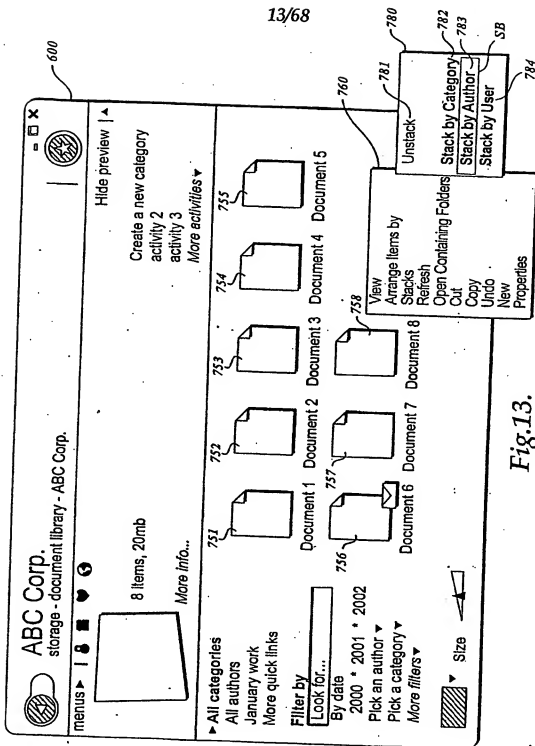 13/68
600
ABC Corp.
storage - document library - ABC Corp.
menus
8 items, 20mb
More info...
Hide preview
Create a new category
activity 2
activity 3
More activities
All categories
All authors
January work
More quick links
Filter by
Look for...
By date
2000 * 2001 * 2002
Pick an author
Pick a category
More filters
Size
751
752
753
754
755
Document 1
Document 2
Document 3
Document 4
Document 5
756
757
758
Document 6
Document 7
Document 8
760
View
Arrange Items by
Stacks
Refresh
Open Containing Folders
Cut
Copy
Undo
New
Properties
780
781
Unstack
Stack by Category
782
Stack by Author
783
SB
Stack by User
784
Fig.13.